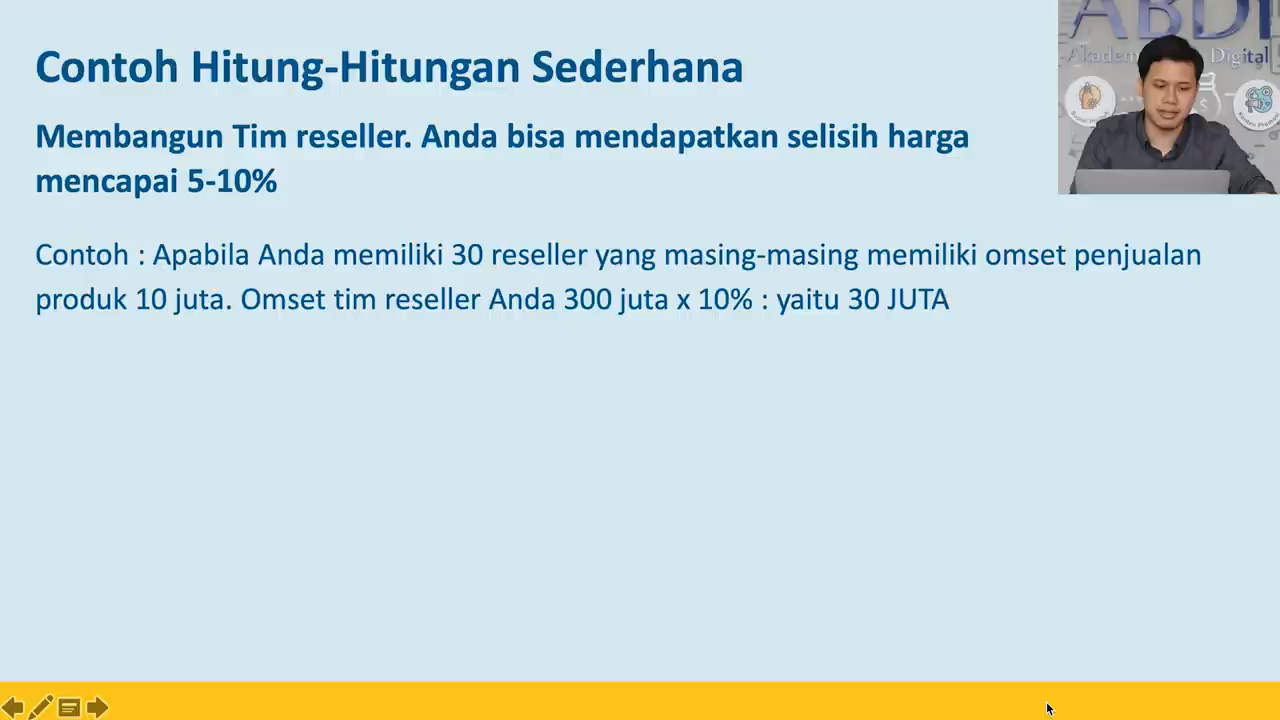 Contoh Hitung-Hitungan Sederhana
Membangun Tim reseller. Anda bisa mendapatkan selisih harga
mencapai 5-10%
Contoh : Apabila Anda memiliki 30 reseller yang masing-masing memiliki omset penjualan
produk 10 juta. Omset tim reseller Anda 300 juta x 10% : yaitu 30 JUTA
ABDI
Digital